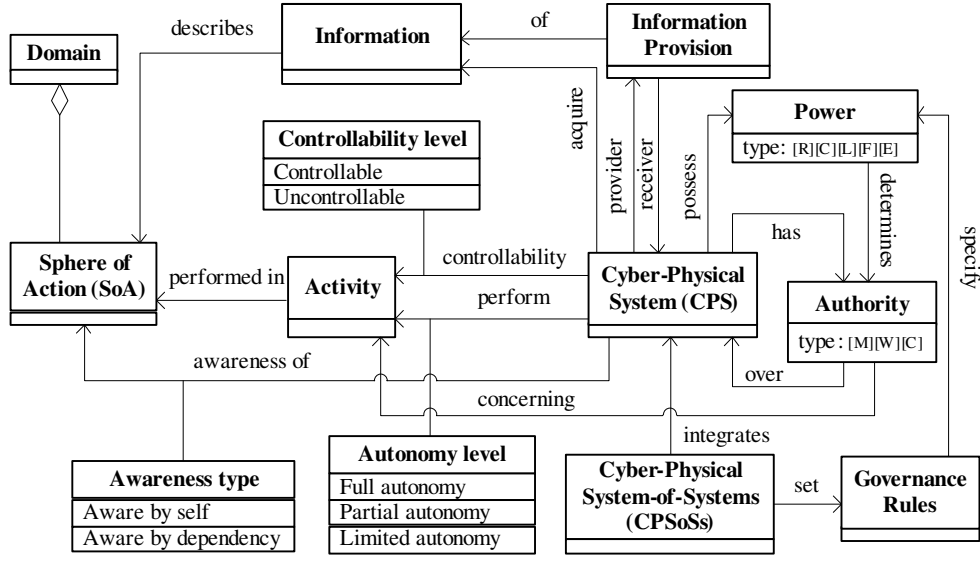 Domain
describes
Information
of
Information
Provision
Controllability level
Controllable
Uncontrollable
acquire
provider
receiver
possess
Power
type: [R][C][L][F][E]
determines
specify
has
Sphere of
Action (SoA)
performed in
Activity
controllability
perform
Cyber-Physical
System (CPS)
Authority
type: [M][W][C]
awareness of
concerning
over
integrates
Awareness type
Aware by self
Aware by dependency
Autonomy level
Full autonomy
Partial autonomy
Limited autonomy
Cyber-Physical
System-of-Systems
(CPSoSs)
set
Governance
Rules